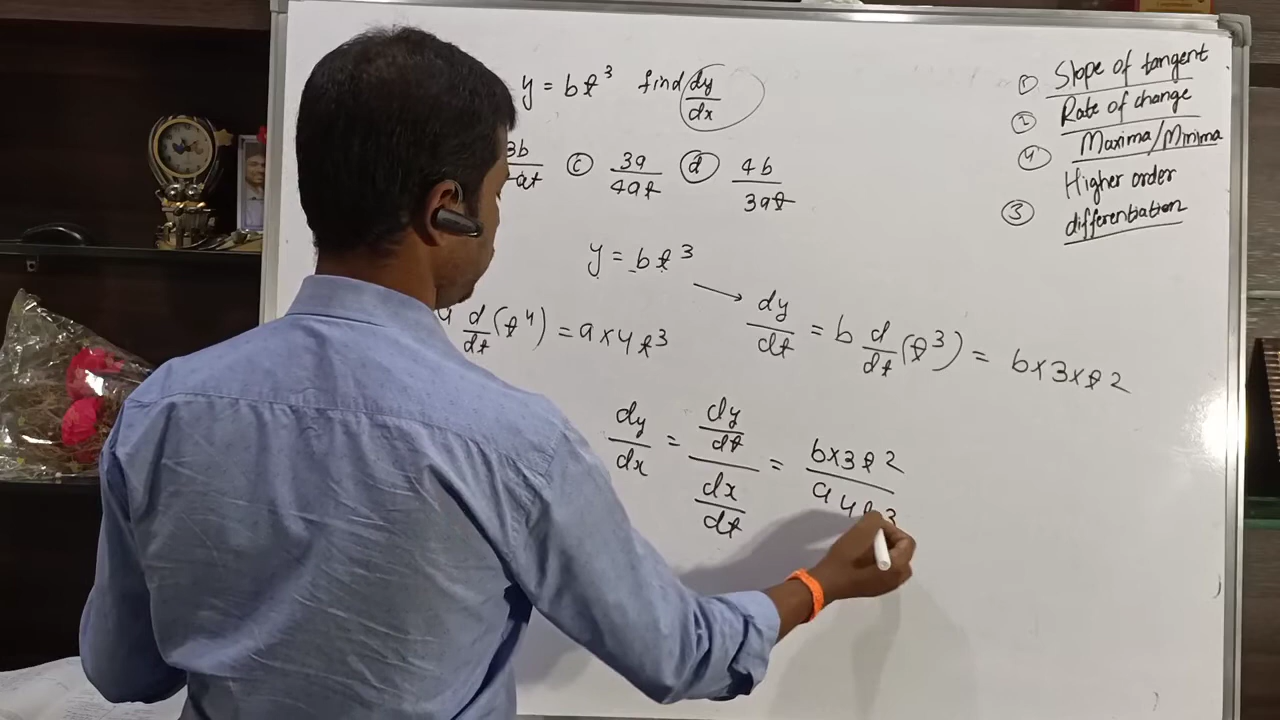 y = bt³ find dy/dx
3b/4at ⓒ 3a/4at ⓓ 4b/3at
y = bt³
d/dt (t⁴) = a x 4t³
→ dy/dt = b d/dt (t³) = b x 3 x t2
dy/dx = dy/dt / dx/dt = b x 3t2 / a 4t3
① Slope of tangent
② Rate of change
④ Maxima/Minima
Higher order
③ differentiation